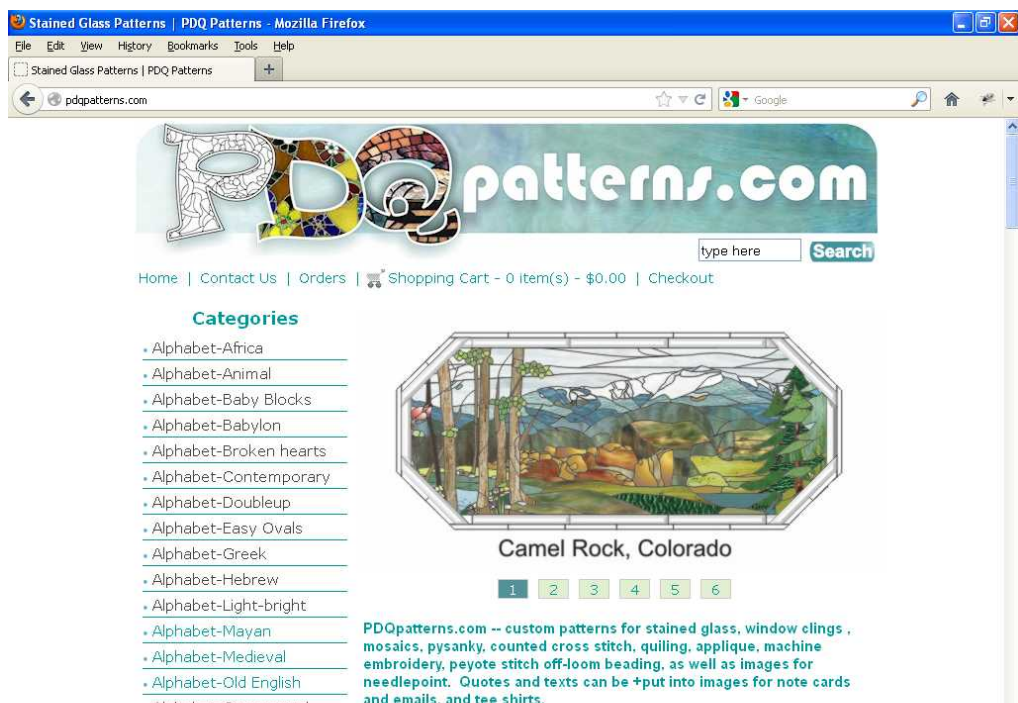 Stained Glass Patterns | PDQ Patterns - Mozilla Firefox
File Edit View History Bookmarks Tools Help
Stained Glass Patterns | PDQ Patterns
pdqpatterns.com
Google
PDQpatterns.com
type here Search
Home | Contact Us | Orders | Shopping Cart - 0 item(s) - $0.00 | Checkout
Categories
Alphabet-Africa
Alphabet-Animal
Alphabet-Baby Blocks
Alphabet-Babylon
Alphabet-Broken hearts
Alphabet-Contemporary
Alphabet-Doubleup
Alphabet-Easy Ovals
Alphabet-Greek
Alphabet-Hebrew
Alphabet-Light-bright
Alphabet-Mayan
Alphabet-Medieval
Alphabet-Old English
Camel Rock, Colorado
1 2 3 4 5 6
PDQpatterns.com -- custom patterns for stained glass, window clings ,
mosaics, pysanky, counted cross stitch, quiling, applique, machine
embroidery, peyote stitch off-loom beading, as well as images for
needlepoint. Quotes and texts can be +put into images for note cards
and emails, and tee shirts.